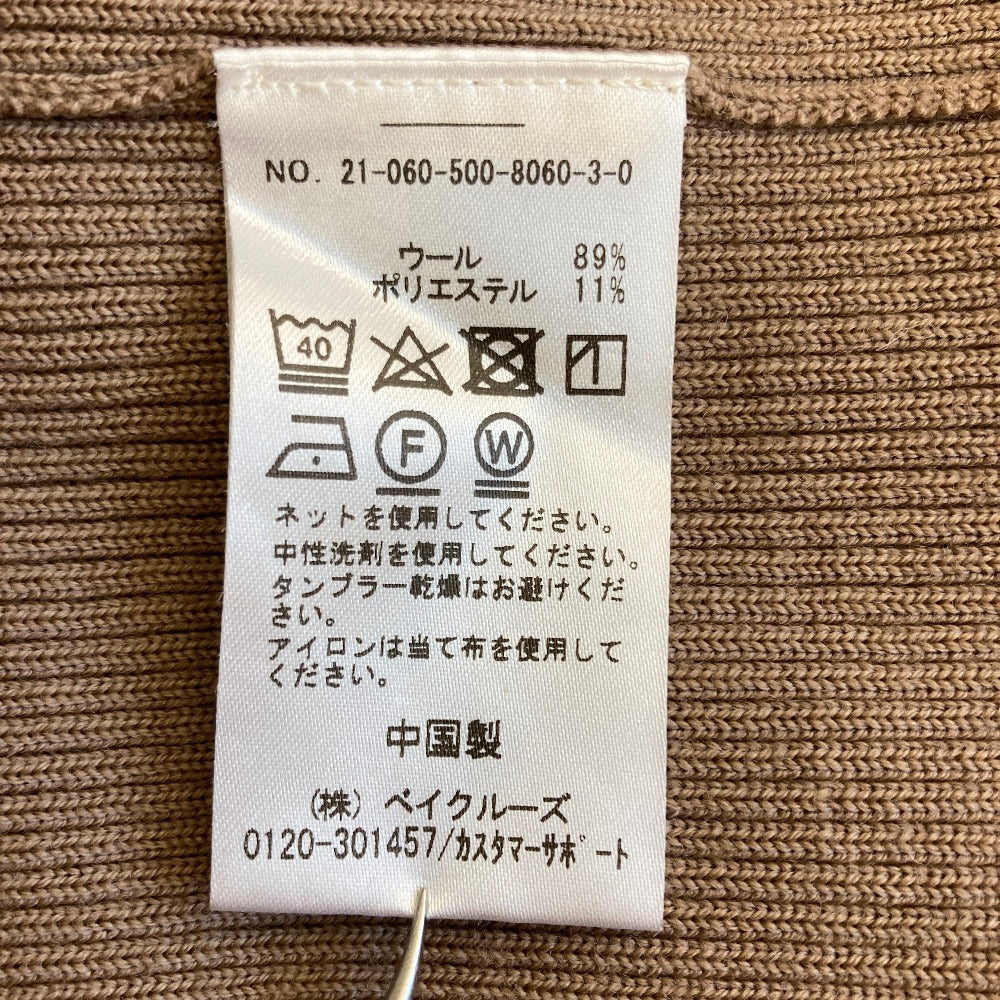 NO. 21-060-500-8060-3-0
ウール 89%
ポリエステル 11%
40
F W
ネットを使用してください。
中性洗剤を使用してください。
タンブラー乾燥はお避けくだ
さい。
アイロンは当て布を使用して
ください。
中国製
(株) ベイクルーズ
0120-301457/カスタマーサポート